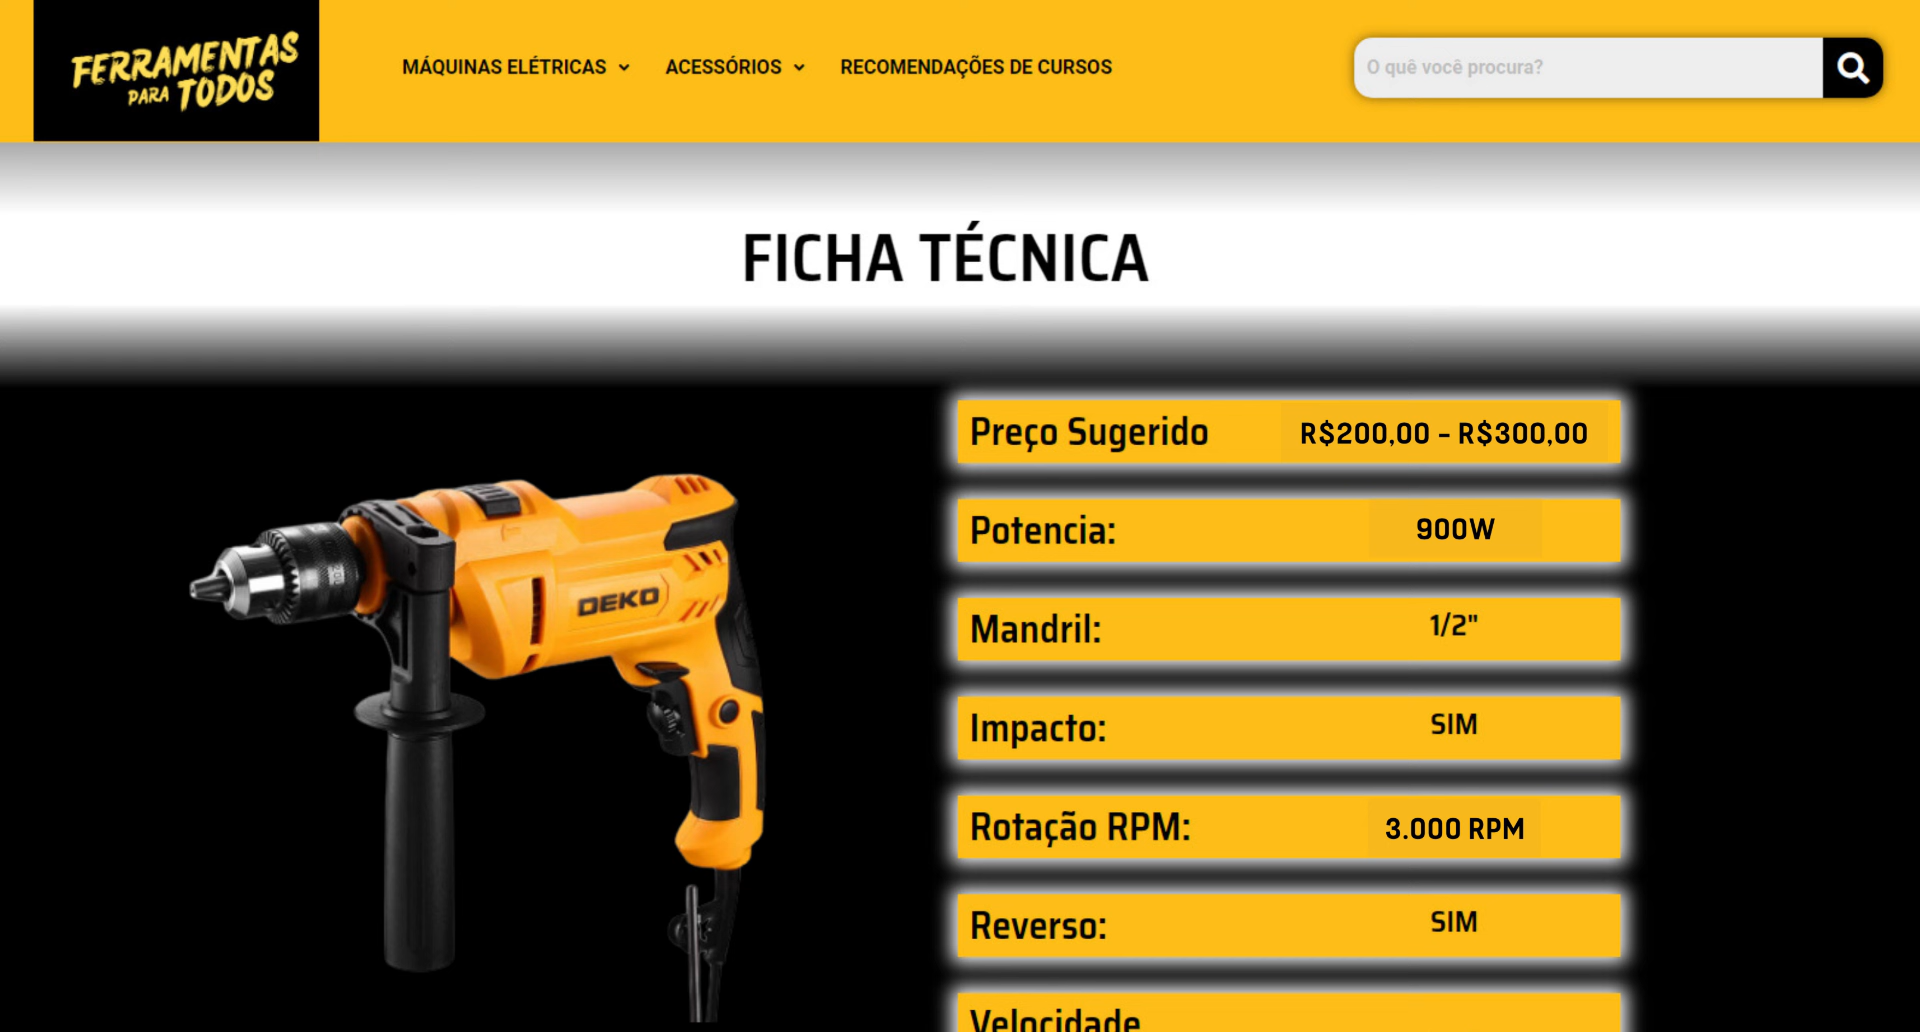 FERRAMENTAS
PARA TODOS
MÁQUINAS ELÉTRICAS
ACESSÓRIOS
RECOMENDAÇÕES DE CURSOS
O quê você procura?
FICHA TÉCNICA
Preço Sugerido R$200,00 - R$300,00
Potencia: 900W
Mandril: 1/2"
Impacto: SIM
Rotação RPM: 3.000 RPM
Reverso: SIM
Velocidade
DEKO